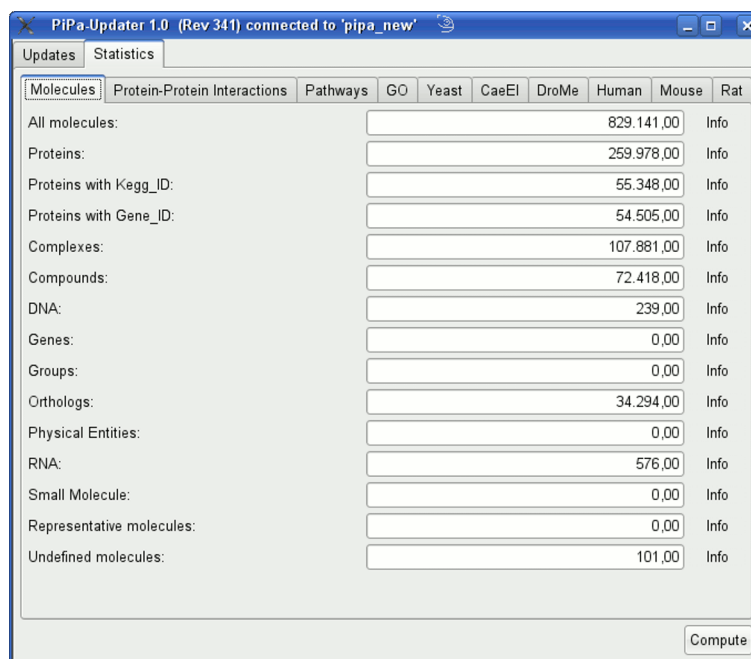 PiPa-Updater 1.0 (Rev 341) connected to 'pipa_new'
Updates Statistics
Molecules Protein-Protein Interactions Pathways GO Yeast CaeEl DroMe Human Mouse Rat
All molecules: 829.141,00 Info
Proteins: 259.978,00 Info
Proteins with Kegg_ID: 55.348,00 Info
Proteins with Gene_ID: 54.505,00 Info
Complexes: 107.881,00 Info
Compounds: 72.418,00 Info
DNA: 239,00 Info
Genes: 0,00 Info
Groups: 0,00 Info
Orthologs: 34.294,00 Info
Physical Entities: 0,00 Info
RNA: 576,00 Info
Small Molecule: 0,00 Info
Representative molecules: 0,00 Info
Undefined molecules: 101,00 Info
Compute